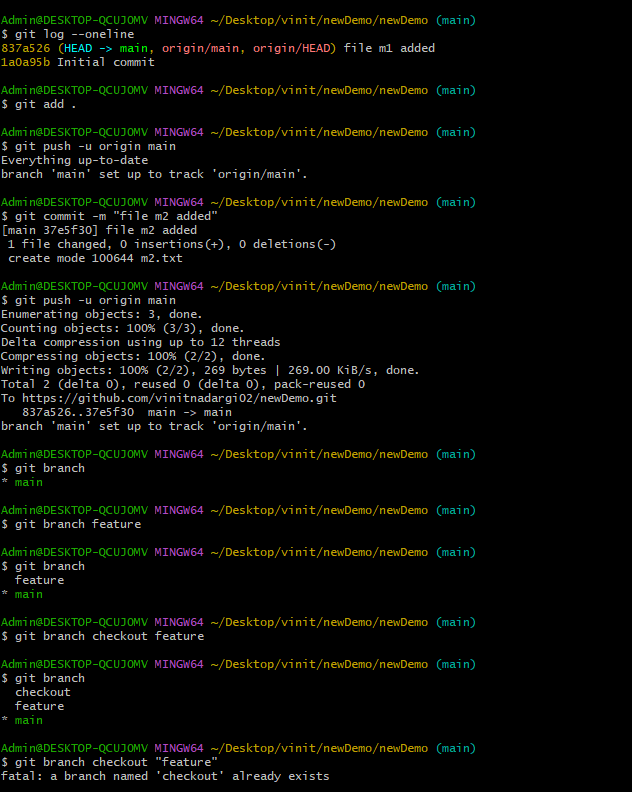 Admin@DESKTOP-QCUJOMV MINGW64 ~/Desktop/vinit/newDemo/newDemo (main)
$ git log --oneline
837a526 (HEAD -> main, origin/main, origin/HEAD) file m1 added
1a0a95b Initial commit
Admin@DESKTOP-QCUJOMV MINGW64 ~/Desktop/vinit/newDemo/newDemo (main)
$ git add .
Admin@DESKTOP-QCUJOMV MINGW64 ~/Desktop/vinit/newDemo/newDemo (main)
$ git push -u origin main
Everything up-to-date
branch 'main' set up to track 'origin/main'.
Admin@DESKTOP-QCUJOMV MINGW64 ~/Desktop/vinit/newDemo/newDemo (main)
$ git commit -m "file m2 added"
[main 37e5f30] file m2 added
 1 file changed, 0 insertions(+), 0 deletions(-)
 create mode 100644 m2.txt
Admin@DESKTOP-QCUJOMV MINGW64 ~/Desktop/vinit/newDemo/newDemo (main)
$ git push -u origin main
Enumerating objects: 3, done.
Counting objects: 100% (3/3), done.
Delta compression using up to 12 threads
Compressing objects: 100% (2/2), done.
Writing objects: 100% (2/2), 269 bytes | 269.00 KiB/s, done.
Total 2 (delta 0), reused 0 (delta 0), pack-reused 0
To https://github.com/vinitnadargi02/newDemo.git
   837a526..37e5f30  main -> main
branch 'main' set up to track 'origin/main'.
Admin@DESKTOP-QCUJOMV MINGW64 ~/Desktop/vinit/newDemo/newDemo (main)
$ git branch
* main
Admin@DESKTOP-QCUJOMV MINGW64 ~/Desktop/vinit/newDemo/newDemo (main)
$ git branch feature
Admin@DESKTOP-QCUJOMV MINGW64 ~/Desktop/vinit/newDemo/newDemo (main)
$ git branch
  feature
* main
Admin@DESKTOP-QCUJOMV MINGW64 ~/Desktop/vinit/newDemo/newDemo (main)
$ git branch checkout feature
Admin@DESKTOP-QCUJOMV MINGW64 ~/Desktop/vinit/newDemo/newDemo (main)
$ git branch
  checkout
  feature
* main
Admin@DESKTOP-QCUJOMV MINGW64 ~/Desktop/vinit/newDemo/newDemo (main)
$ git branch checkout "feature"
fatal: a branch named 'checkout' already exists